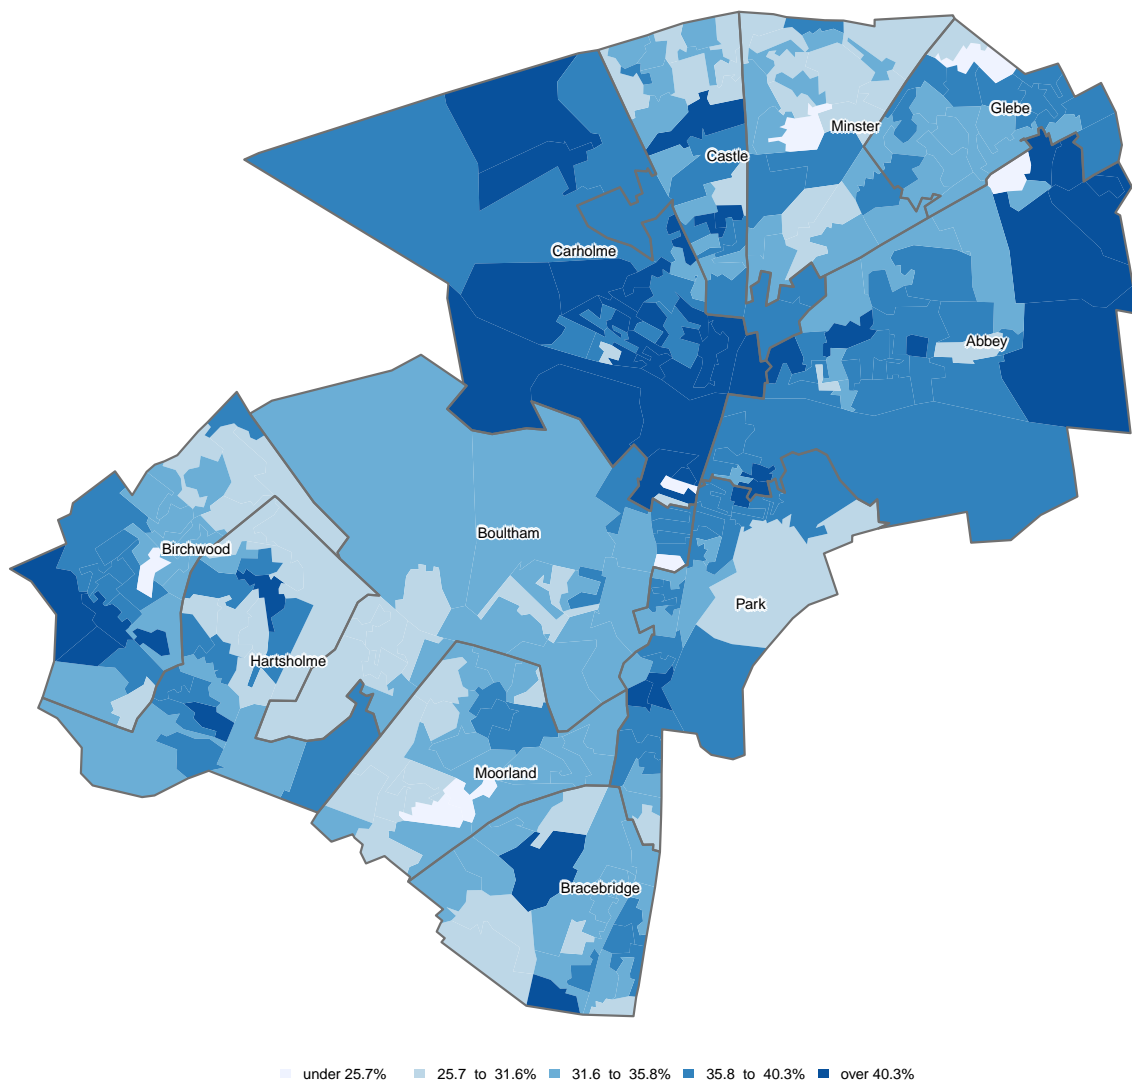 Glebe
Minster
Castle
Carholme
Abbey
Boultham
Birchwood
Park
Hartsholme
Moorland
Bracebridge
under 25.7% 25.7 to 31.6% 31.6 to 35.8% 35.8 to 40.3% over 40.3%